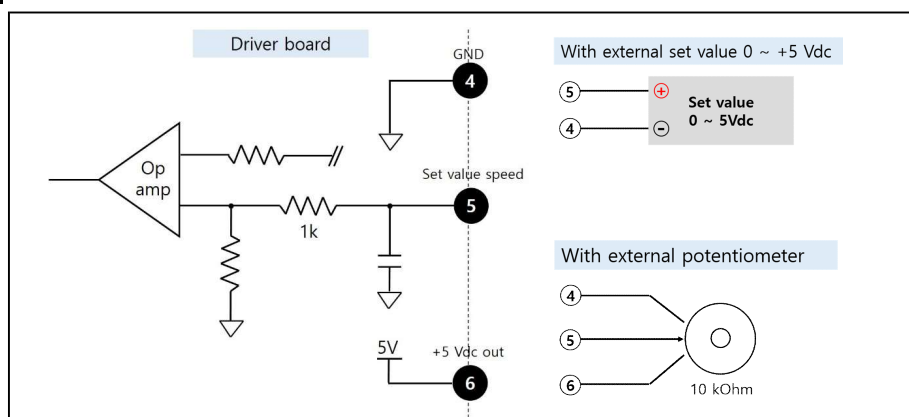 Driver board
GND
4
Op
amp
Set value speed
5
1k
5V
+5 Vdc out
6
With external set value 0 ~ +5 Vdc
5
+
Set value
0 ~ 5Vdc
4
-
With external potentiometer
4
5
6
10 kOhm